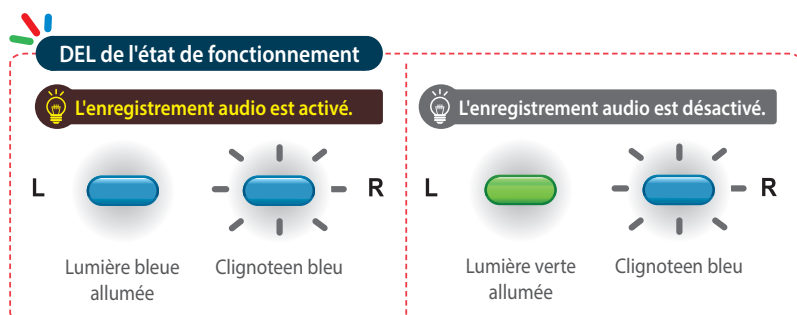 DEL de l'état de fonctionnement
L'enregistrement audio est activé.
L
R
Lumière bleue
allumée
Clignoteen bleu
L'enregistrement audio est désactivé.
L
R
Lumière verte
allumée
Clignoteen bleu